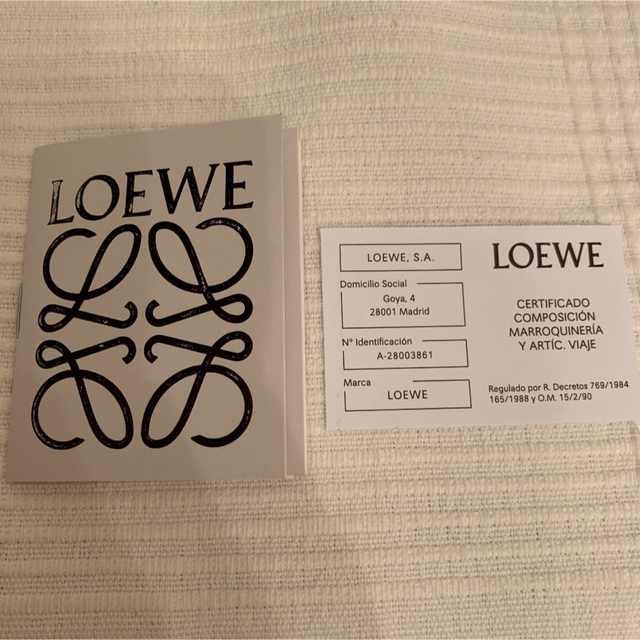 LOEWE
LOEWE, S.A.
Domicilio Social
Goya, 4
28001 Madrid
Nº Identificación
A-28003861
Marca
LOEWE
LOEWE
CERTIFICADO
COMPOSICIÓN
MARROQUINERÍA
Y ARTÍC. VIAJE
Regulado por R. Decretos 769/1984
165/1988 y O.M. 15/2/90